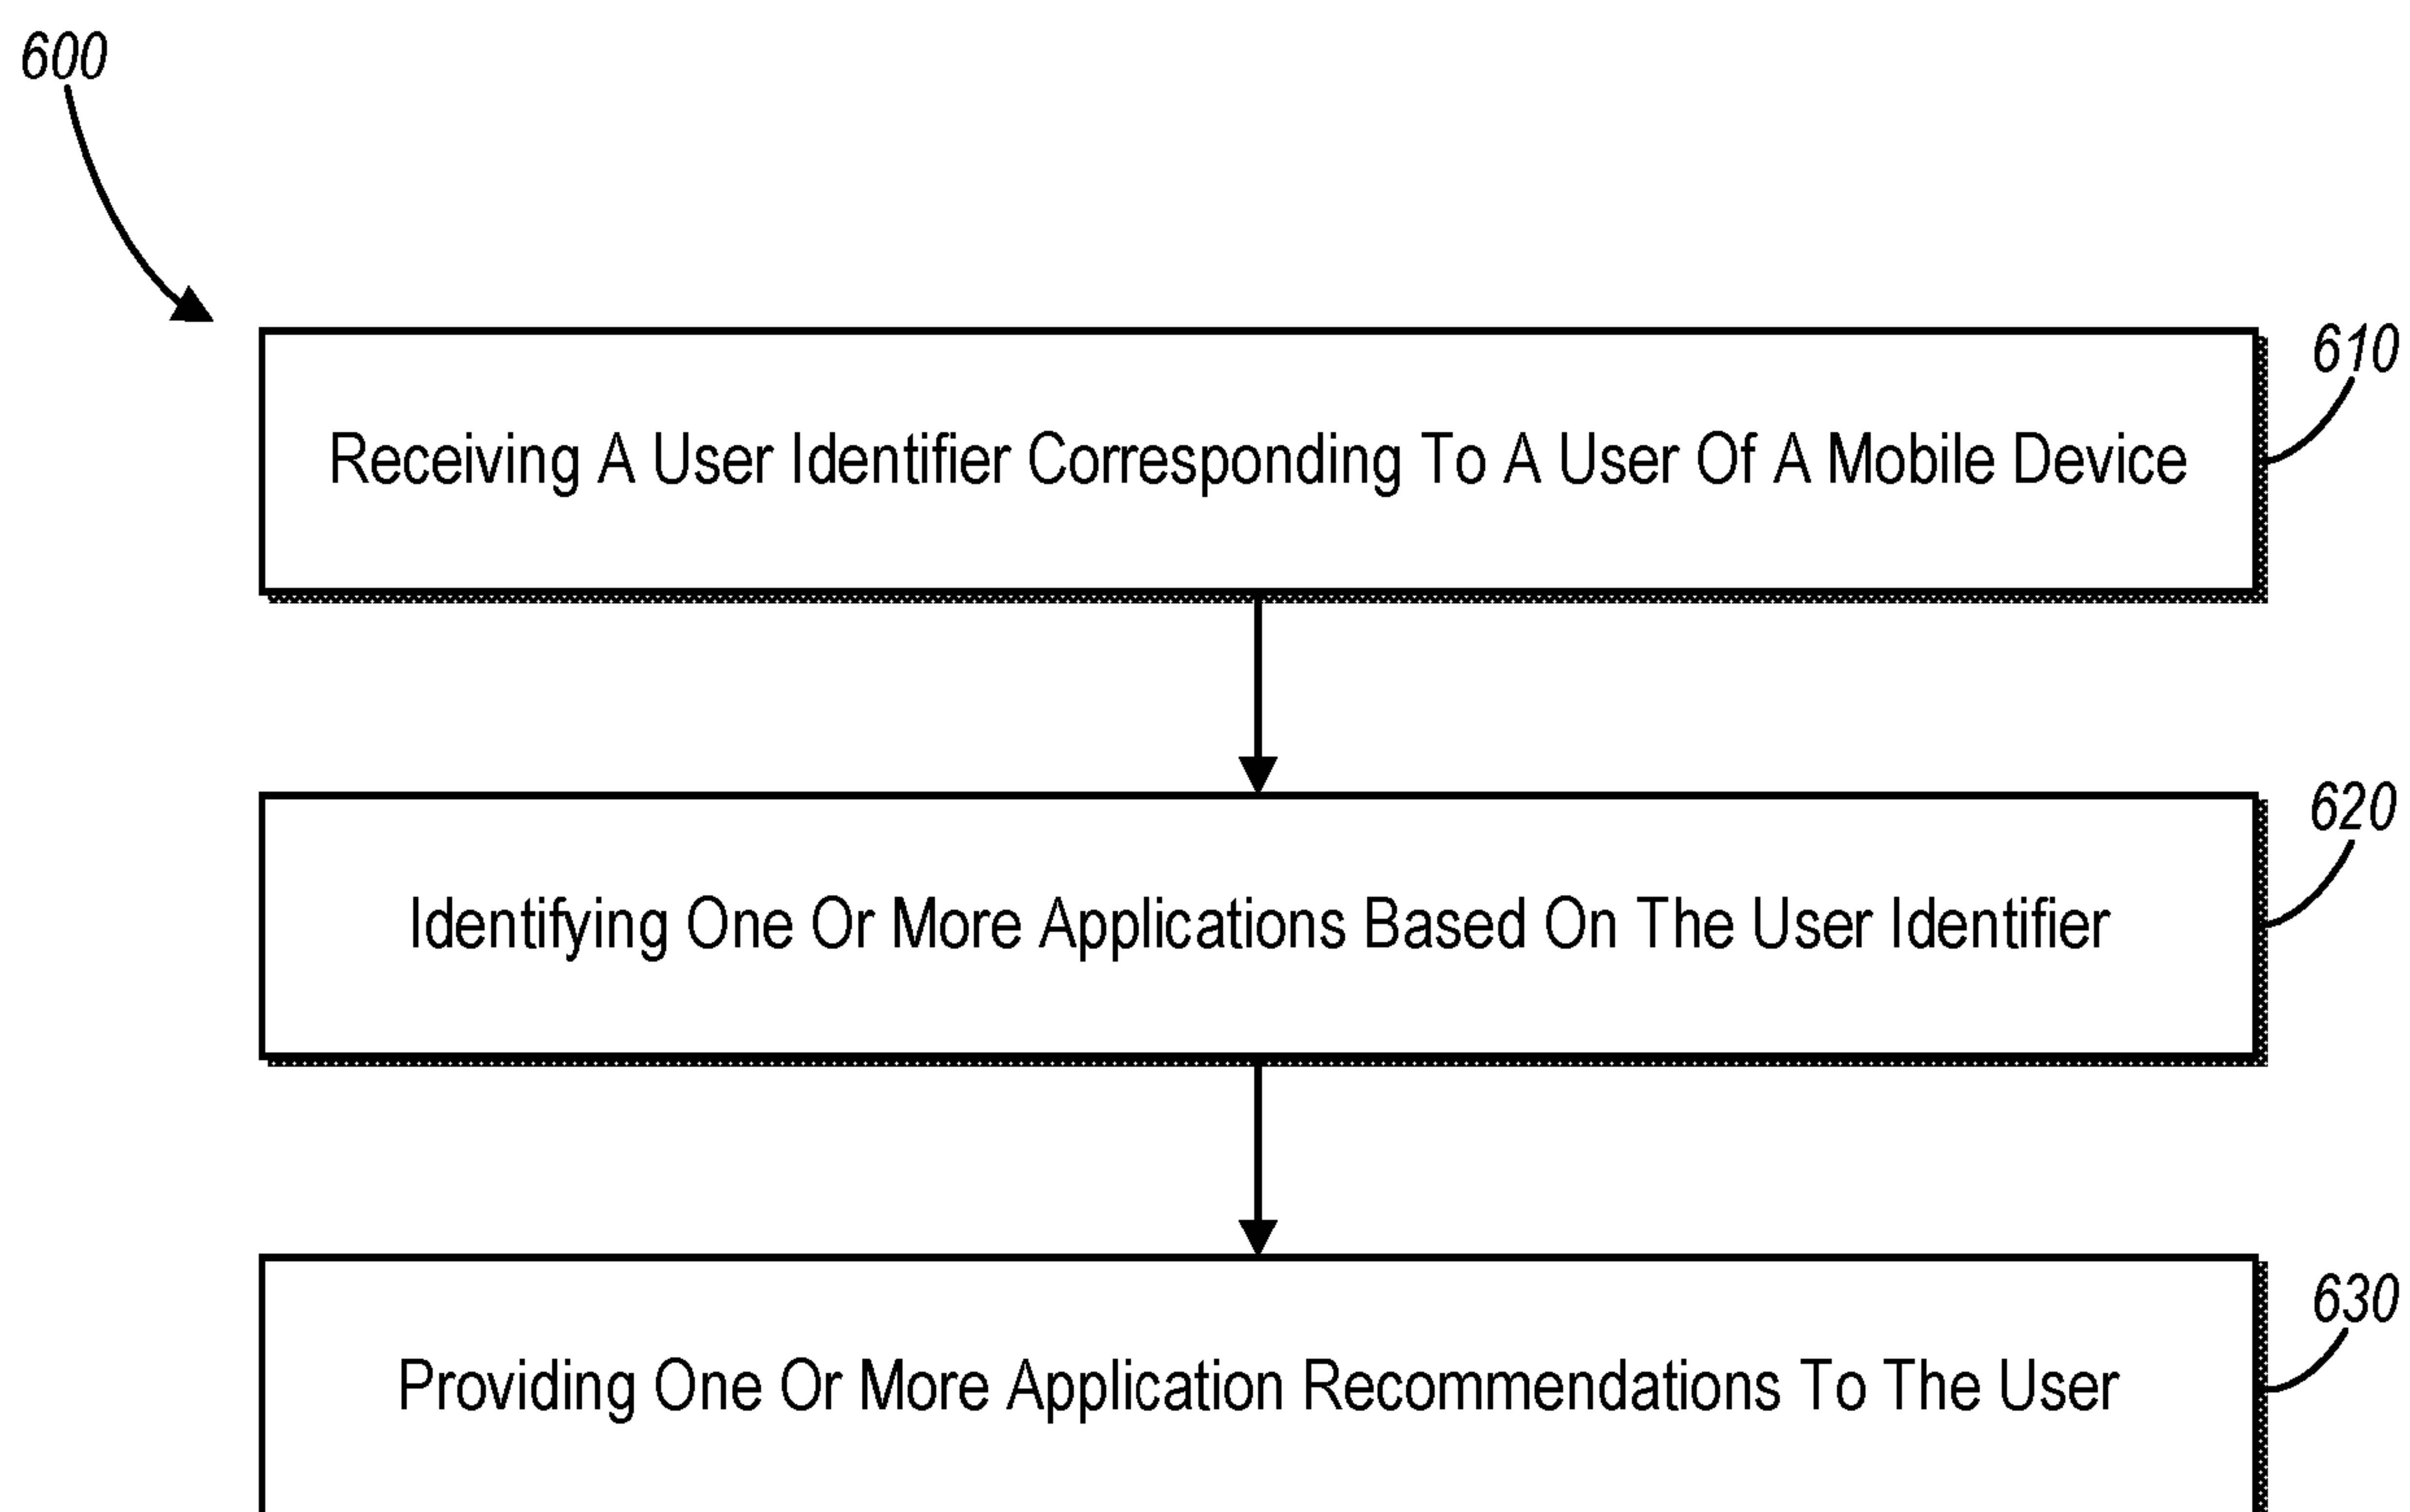 600
610
Receiving A User Identifier Corresponding To A User Of A Mobile Device
620
Identifying One Or More Applications Based On The User Identifier
630
Providing One Or More Application Recommendations To The User